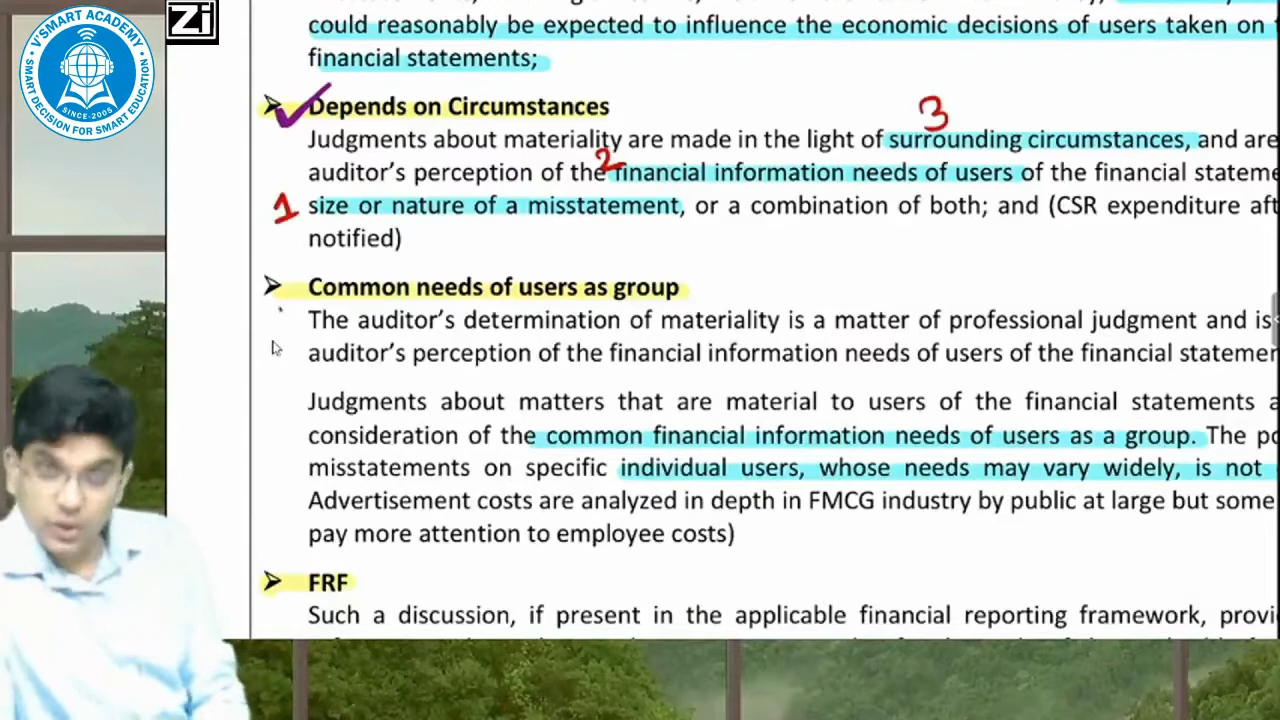 V'SMART ACADEMY
SINCE-2005
SMART DECISION FOR SMART EDUCATION
Zi
could reasonably be expected to influence the economic decisions of users taken on
financial statements;
➢ Depends on Circumstances
3
Judgments about materiality are made in the light of surrounding circumstances, and are
2
auditor's perception of the financial information needs of users of the financial
1 size or nature of a misstatement, or a combination of both; and (CSR expenditure
notified)
➢ Common needs of users as group
The auditor's determination of materiality is a matter of professional judgment and is
auditor's perception of the financial information needs of users of the financial
Judgments about matters that are material to users of the financial statements
consideration of the common financial information needs of users as a group. The
misstatements on specific individual users, whose needs may vary widely, is not
Advertisement costs are analyzed in depth in FMCG industry by public at large but some
pay more attention to employee costs)
➢ FRF
Such a discussion, if present in the applicable financial reporting framework,